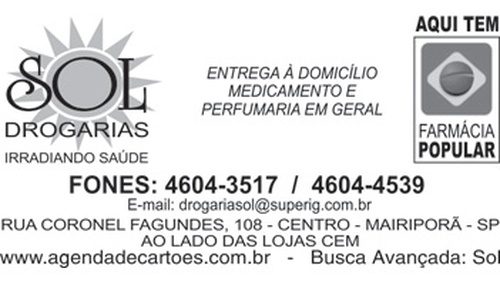 SOL
DROGARIAS
IRRADIANDO SAÚDE
ENTREGA À DOMICÍLIO
MEDICAMENTO E
PERFUMARIA EM GERAL
AQUI TEM
FARMÁCIA
POPULAR
FONES: 4604-3517 / 4604-4539
E-mail: drogariasol@superig.com.br
RUA CORONEL FAGUNDES, 108 - CENTRO - MAIRIPORÃ - SP
AO LADO DAS LOJAS CEM
www.agendadecartoes.com.br - Busca Avançada: Sol